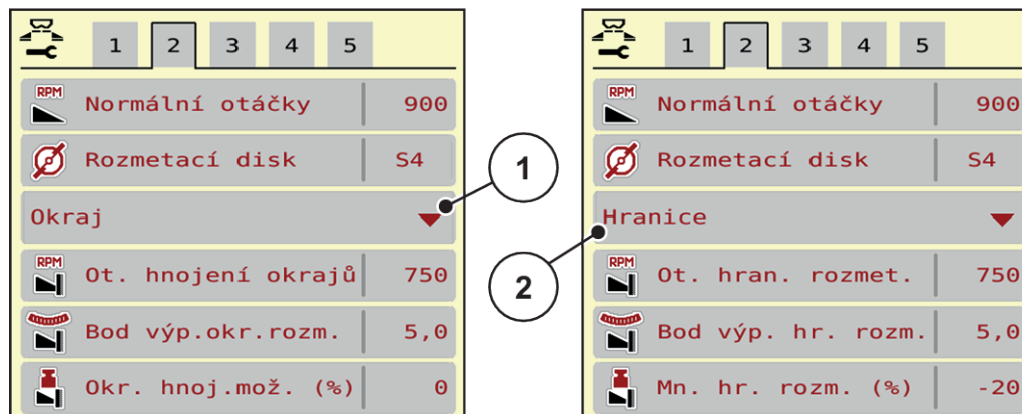 1 2 3 4 5
RPM Normální otáčky 900
Rozmetací disk S4
Okraj
RPM Ot. hnojení okrajů 750
Bod výp.okr.rozm. 5,0
Okr. hnoj.mož. (%) 0
1
2
1 2 3 4 5
RPM Normální otáčky 900
Rozmetací disk S4
Hranice
RPM Ot. hran. rozmet. 750
Bod výp. hr. rozm. 5,0
Mn. hr. rozm. (%) -20